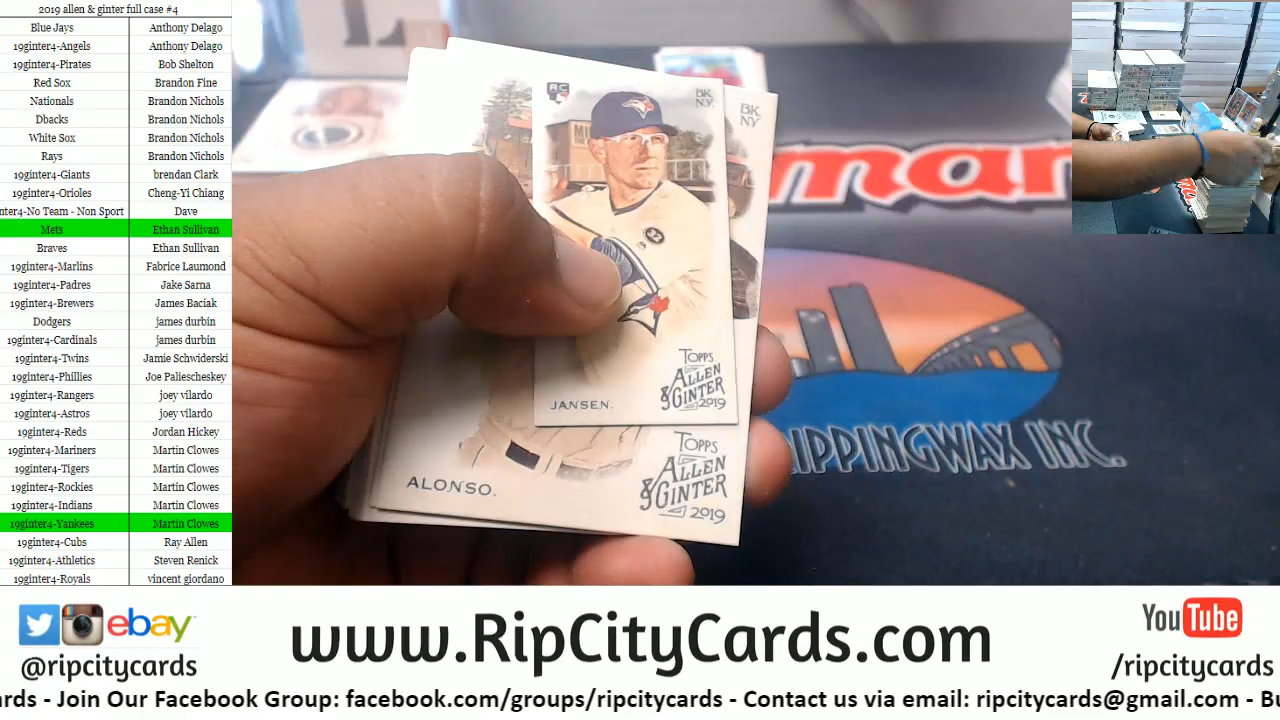 2019 allen & ginter full case #4
Blue Jays Anthony Delago
19ginter4-Angels Anthony Delago
19ginter4-Pirates Bob Shelton
Red Sox Brandon Fine
Nationals Brandon Nichols
Dbacks Brandon Nichols
White Sox Brandon Nichols
Rays Brandon Nichols
19ginter4-Giants brendan Clark
19ginter4-Orioles Cheng-Yi Chiang
nter4-No Team - Non Sport Dave
Mets Ethan Sullivan
Braves Ethan Sullivan
19ginter4-Marlins Fabrice Laumond
19ginter4-Padres Jake Sarna
19ginter4-Brewers James Baciak
Dodgers james durbin
19ginter4-Cardinals james durbin
19ginter4-Twins Jamie Schwiderski
19ginter4-Phillies Joe Paliescheskey
19ginter4-Rangers joey vilardo
19ginter4-Astros joey vilardo
19ginter4-Reds Jordan Hickey
19ginter4-Mariners Martin Clowes
19ginter4-Tigers Martin Clowes
19ginter4-Rockies Martin Clowes
19ginter4-Indians Martin Clowes
19ginter4-Yankees Martin Clowes
19ginter4-Cubs Ray Allen
19ginter4-Athletics Steven Renick
19ginter4-Royals vincent giordano
RC
BK
NY
JANSEN.
TOPPS
ALLEN
& GINTER
2019
BK
NY
ALONSO.
TOPPS
ALLEN
& GINTER
2019
man
RIPPINGWAX INC.
ebay
@ripcitycards
www.RipCityCards.com
YouTube
/ripcitycards
ards - Join Our Facebook Group: facebook.com/groups/ripcitycards - Contact us via email: ripcitycards@gmail.com - Bu